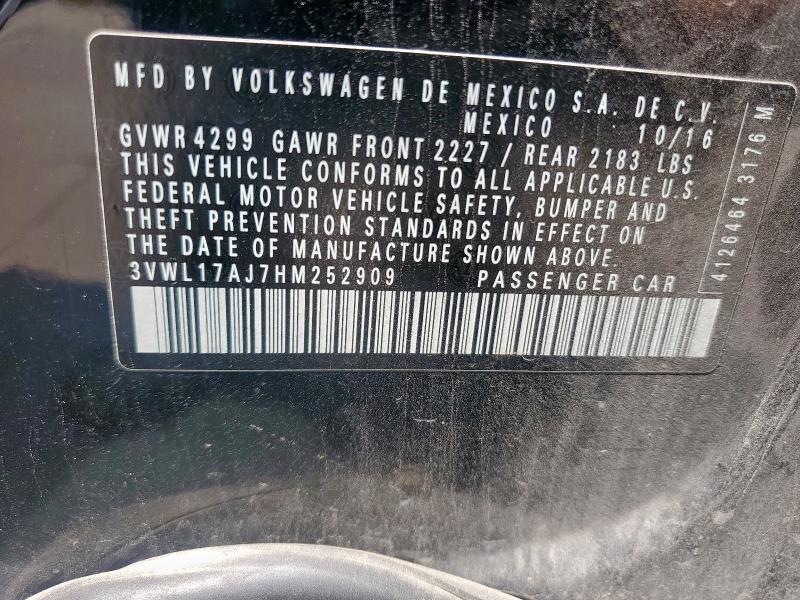 MFD BY VOLKSWAGEN DE MEXICO S.A. DE C.V.
MEXICO 10/16
GVWR 4299 GAWR FRONT 2227 / REAR 2183 LBS
THIS VEHICLE CONFORMS TO ALL APPLICABLE U.S.
FEDERAL MOTOR VEHICLE SAFETY, BUMPER AND
THEFT PREVENTION STANDARDS IN EFFECT ON
THE DATE OF MANUFACTURE SHOWN ABOVE.
3VWL17AJ7HM252909 PASSENGER CAR
4126464 3176 M